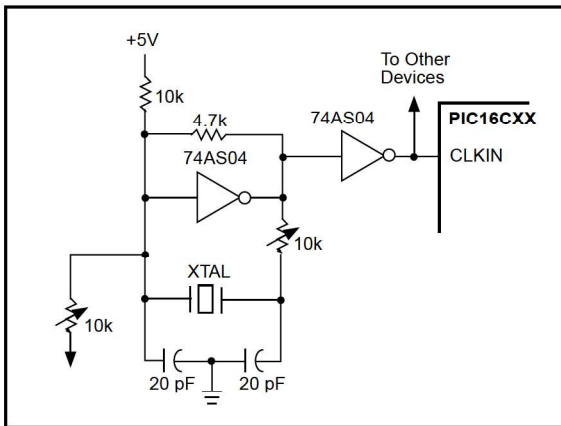 +5V
10k
4.7k
74AS04
74AS04
To Other
Devices
PIC16CXX
CLKIN
10k
XTAL
10k
20 pF
20 pF